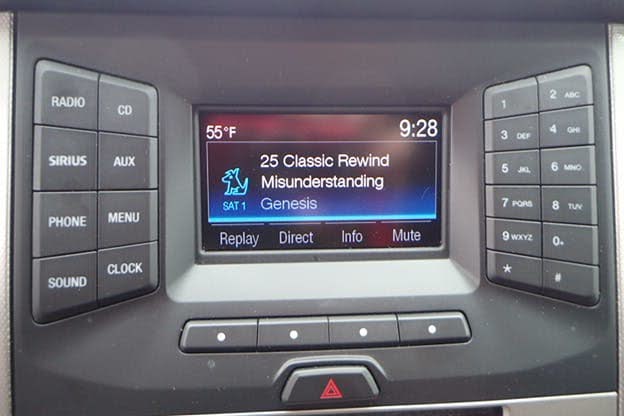 RADIO CD
SIRIUS AUX
PHONE MENU
SOUND CLOCK
55°F 9:28
25 Classic Rewind
Misunderstanding
SAT 1 Genesis
Replay Direct Info Mute
1 2 ABC
3 DEF 4 GHI
5 JKL 6 MNO
7 PQRS 8 TUV
9 WXYZ 0+
* #